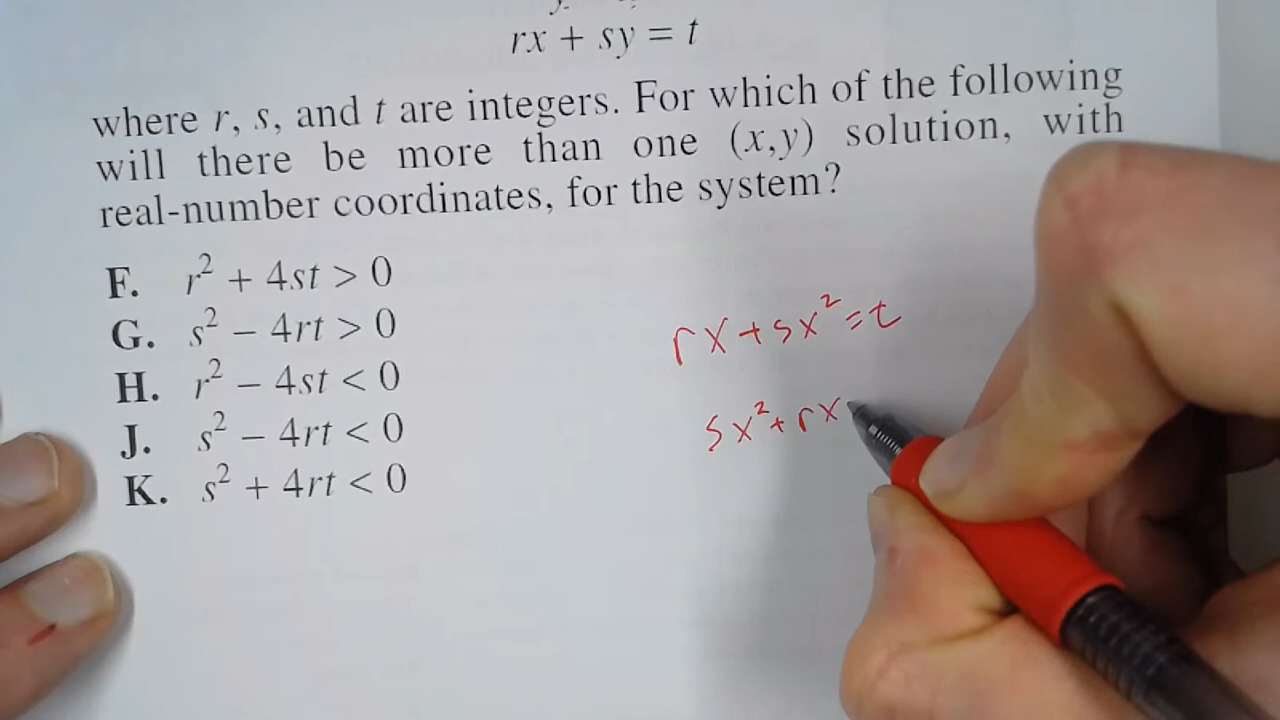 rx + sy = t
where r, s, and t are integers. For which of the following
will there be more than one (x,y) solution, with
real-number coordinates, for the system?
F. r² + 4st > 0
G. s² − 4rt > 0
H. r² − 4st < 0
J. s² − 4rt < 0
K. s² + 4rt < 0
rx + sx² = t
sx² + rx